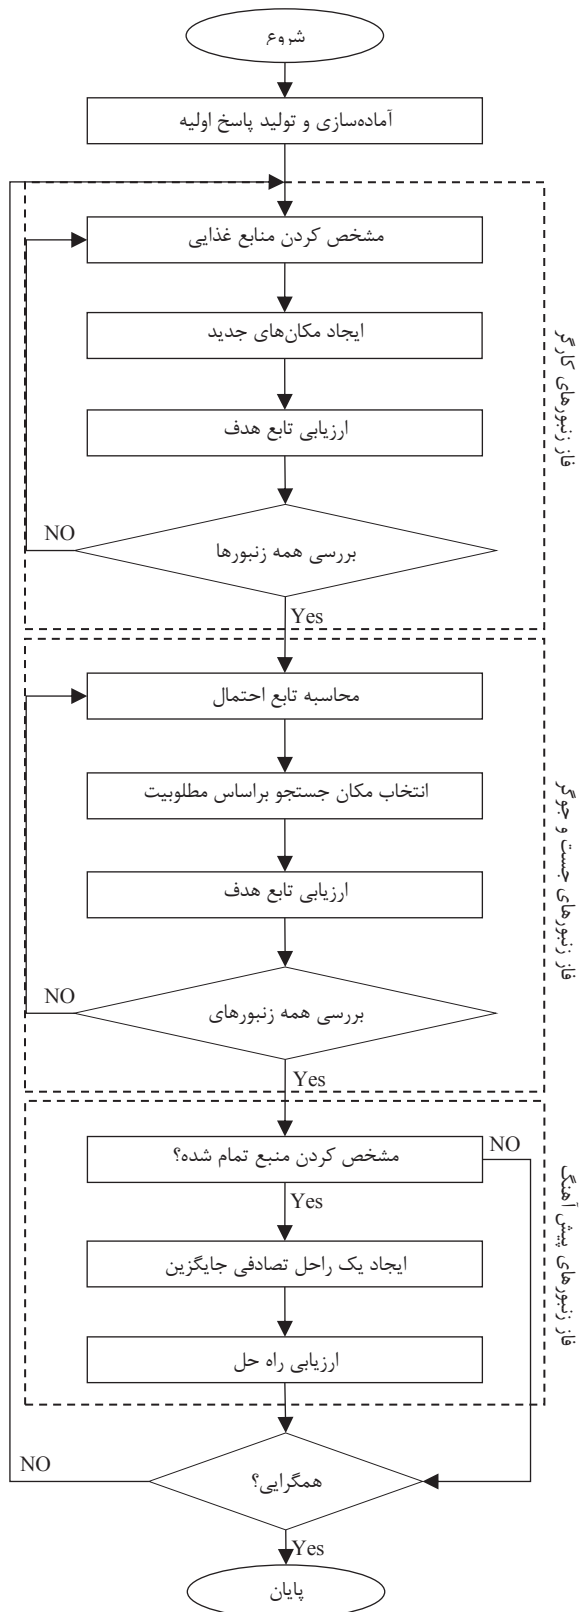 شروع
آماده‌سازی و تولید پاسخ اولیه
مشخص کردن منابع غذایی
ایجاد مکان‌های جدید
ارزیابی تابع هدف
بررسی همه زنبورها
NO
Yes
فاز زنبورهای کارگر
محاسبه تابع احتمال
انتخاب مکان جستجو براساس مطلوبیت
ارزیابی تابع هدف
بررسی همه زنبورهای
NO
Yes
فاز زنبورهای جست و جوگر
مشخص کردن منبع تمام شده؟
NO
Yes
ایجاد یک راحل تصادفی جایگزین
ارزیابی راه حل
فاز زنبورهای پیش آهنگ
همگرایی؟
NO
Yes
پایان